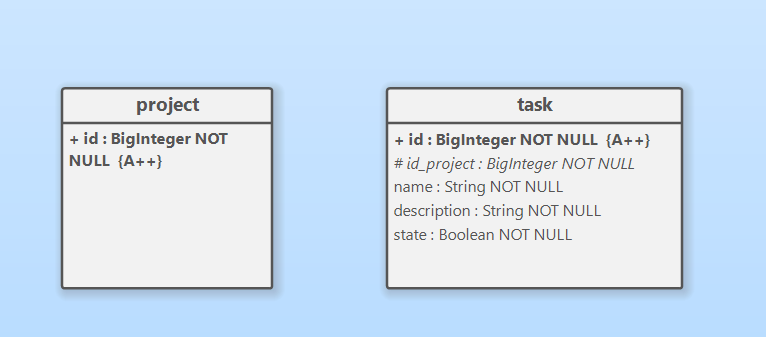 project
+ id : BigInteger NOT
NULL {A++}
task
+ id : BigInteger NOT NULL {A++}
# id_project : BigInteger NOT NULL
name : String NOT NULL
description : String NOT NULL
state : Boolean NOT NULL